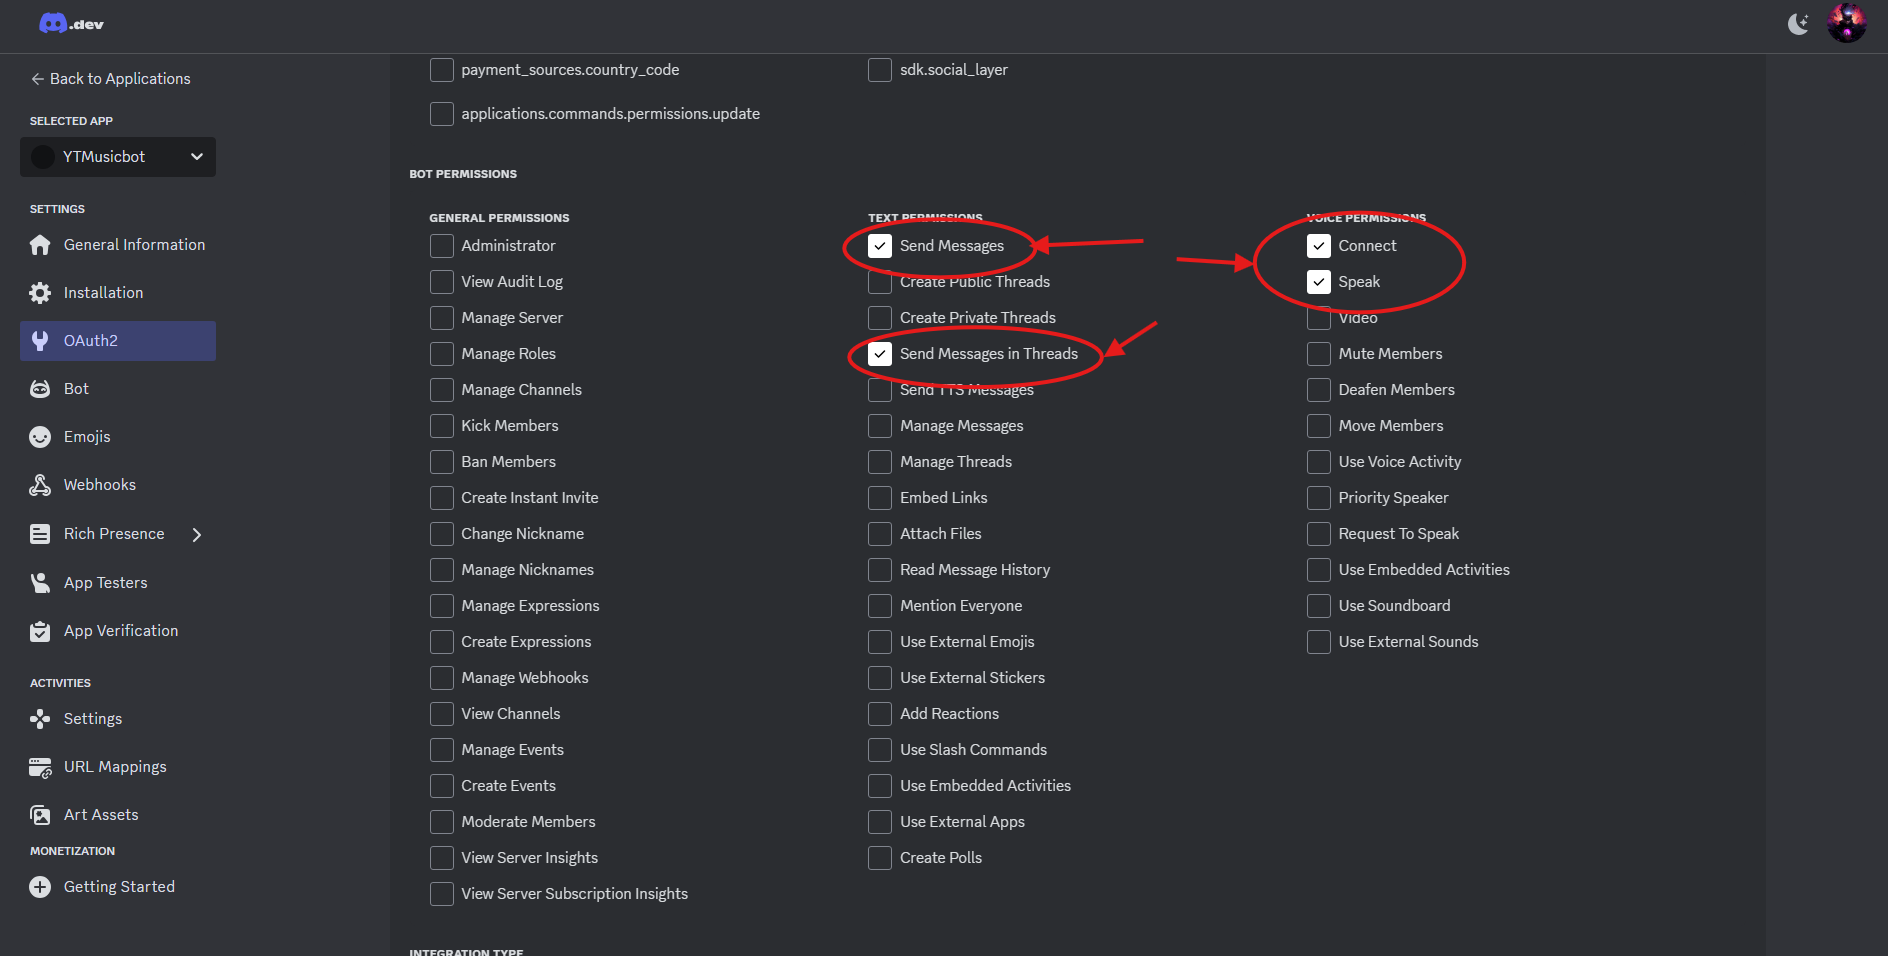 .dev
Back to Applications
SELECTED APP
YTMusicbot
SETTINGS
General Information
Installation
OAuth2
Bot
Emojis
Webhooks
Rich Presence
App Testers
App Verification
ACTIVITIES
Settings
URL Mappings
Art Assets
MONETIZATION
Getting Started
payment_sources.country_code
sdk.social_layer
applications.commands.permissions.update
BOT PERMISSIONS
GENERAL PERMISSIONS
Administrator
View Audit Log
Manage Server
Manage Roles
Manage Channels
Kick Members
Ban Members
Create Instant Invite
Change Nickname
Manage Nicknames
Manage Expressions
Create Expressions
Manage Webhooks
View Channels
Manage Events
Create Events
Moderate Members
View Server Insights
View Server Subscription Insights
TEXT PERMISSIONS
Send Messages
Create Public Threads
Create Private Threads
Send Messages in Threads
Send TTS Messages
Manage Messages
Manage Threads
Embed Links
Attach Files
Read Message History
Mention Everyone
Use External Emojis
Use External Stickers
Add Reactions
Use Slash Commands
Use Embedded Activities
Use External Apps
Create Polls
VOICE PERMISSIONS
Connect
Speak
Video
Mute Members
Deafen Members
Move Members
Use Voice Activity
Priority Speaker
Request To Speak
Use Embedded Activities
Use Soundboard
Use External Sounds
INTEGRATION TYPE